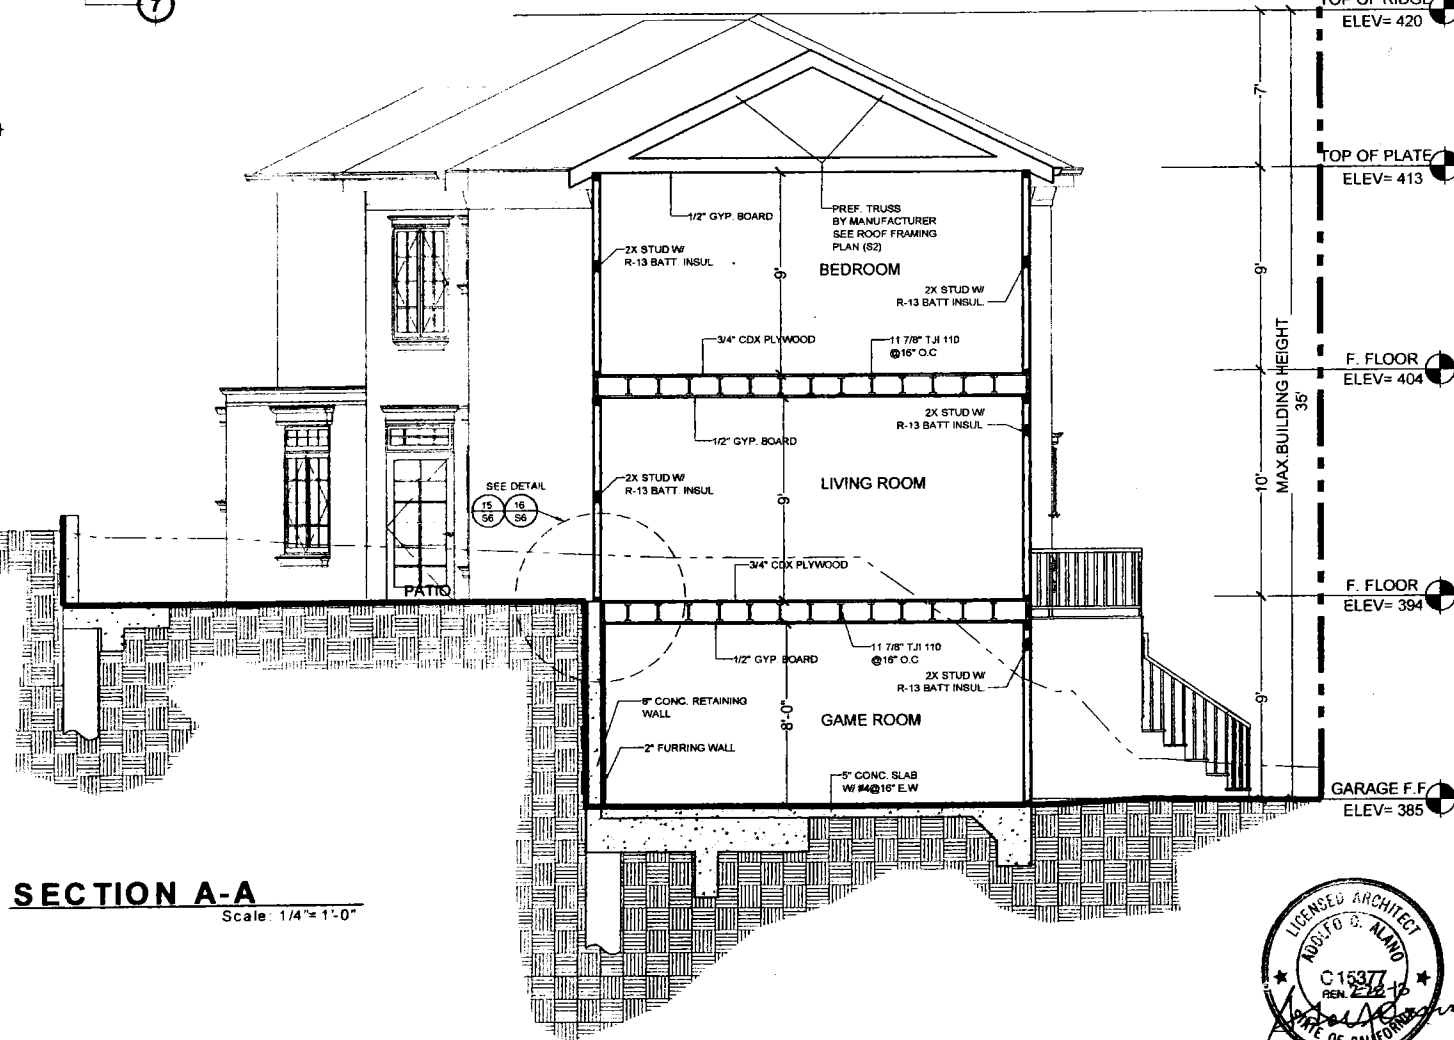 7
TOP OF RIDGE
ELEV= 420
7'
TOP OF PLATE
ELEV= 413
1/2" GYP. BOARD
PREF. TRUSS
BY MANUFACTURER
SEE ROOF FRAMING
PLAN (S2)
2X STUD W/
R-13 BATT. INSUL
9'
BEDROOM
9'
2X STUD W/
R-13 BATT INSUL.
3/4" CDX PLYWOOD
11 7/8" TJI 110
@16" O.C
MAX.BUILDING HEIGHT
35'
F. FLOOR
ELEV= 404
2X STUD W/
R-13 BATT INSUL
1/2" GYP. BOARD
2X STUD W/
R-13 BATT. INSUL
LIVING ROOM
9'
10'
SEE DETAIL
15
S6
16
S6
3/4" CDX PLYWOOD
PATIO
F. FLOOR
ELEV= 394
1/2" GYP. BOARD
11 7/8" TJI 110
@16" O.C
2X STUD W/
R-13 BATT INSUL
8" CONC. RETAINING
WALL
8'-0"
GAME ROOM
9'
2" FURRING WALL
5" CONC. SLAB
W/ #4@16" E.W
GARAGE F.F.
ELEV= 385
SECTION A-A
Scale: 1/4"= 1'-0"
LICENSED ARCHITECT
ADOLFO C. ALANO
C 15377
REN.
STATE OF CALIFORNIA